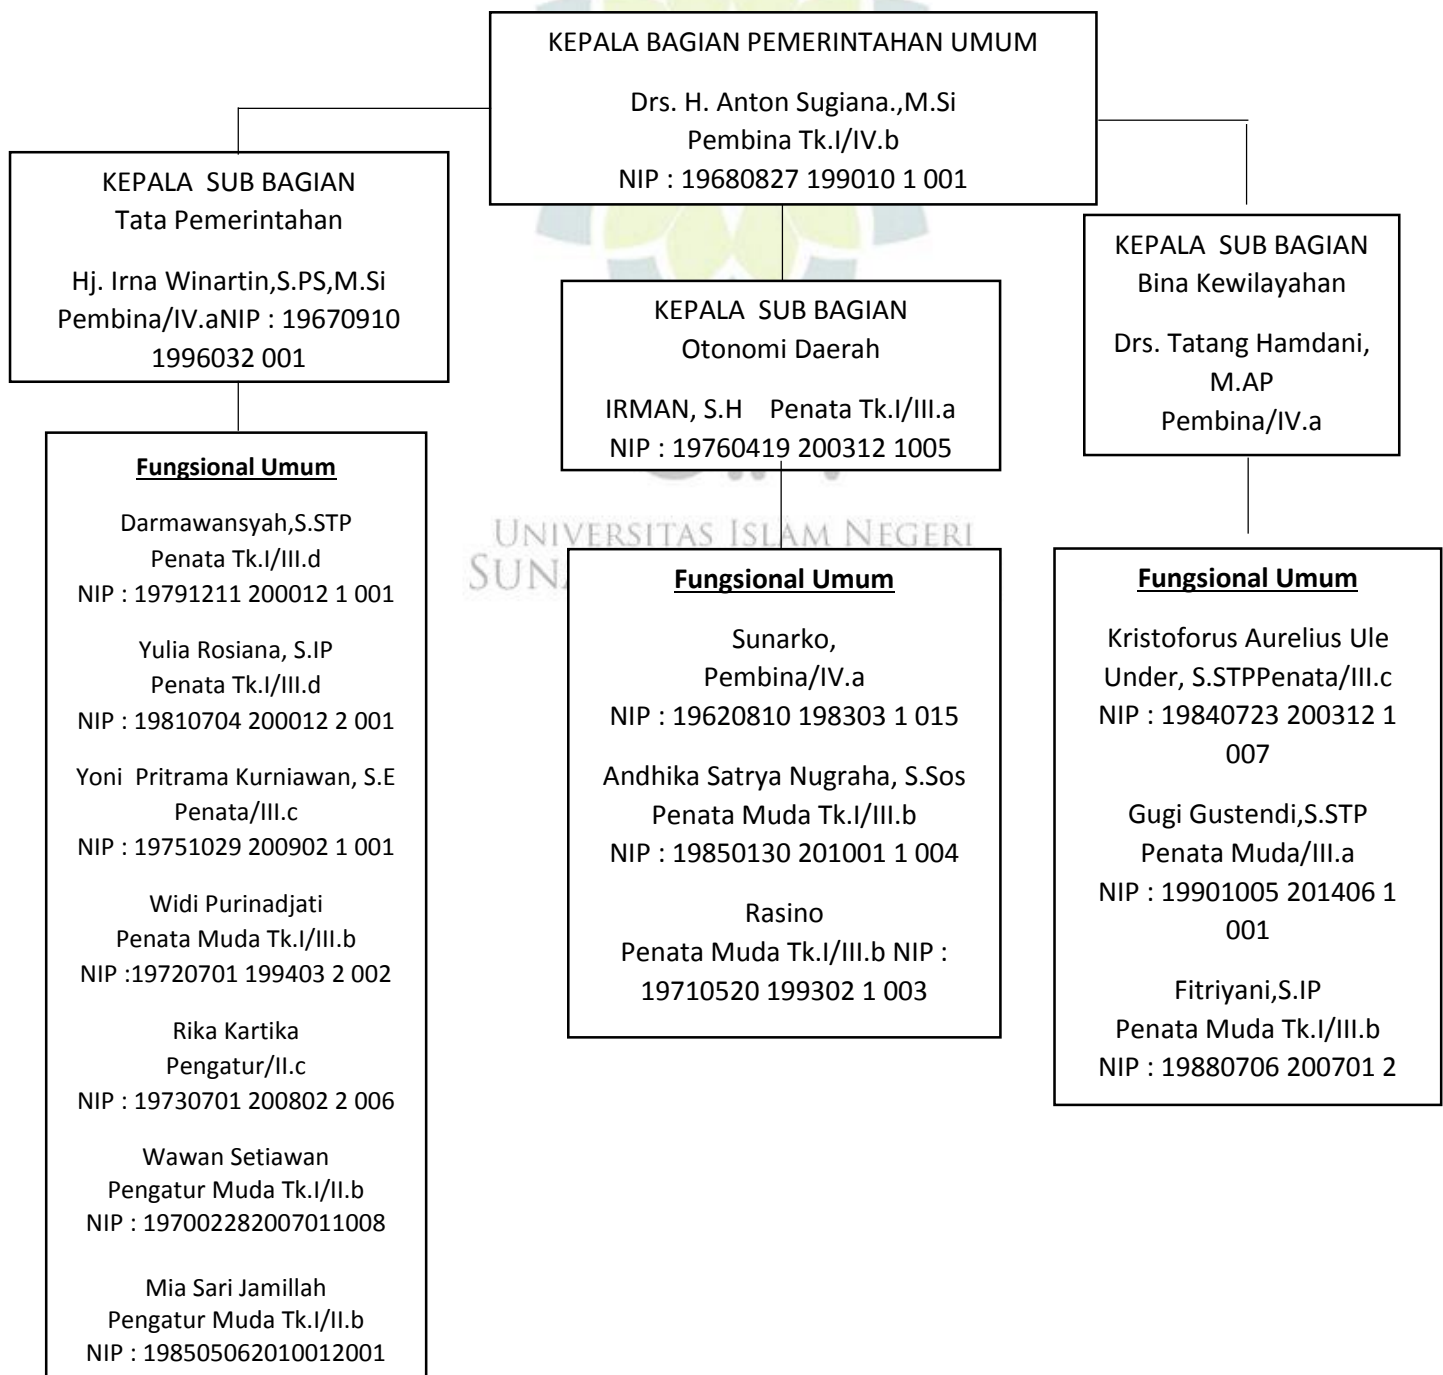 KEPALA BAGIAN PEMERINTAHAN UMUM
Drs. H. Anton Sugiana.,M.Si
Pembina Tk.I/IV.b
NIP : 19680827 199010 1 001
KEPALA SUB BAGIAN
Tata Pemerintahan
Hj. Irna Winartin,S.PS,M.Si
Pembina/IV.aNIP : 19670910
1996032 001
KEPALA SUB BAGIAN
Otonomi Daerah
IRMAN, S.H Penata Tk.I/III.a
NIP : 19760419 200312 1005
KEPALA SUB BAGIAN
Bina Kewilayahan
Drs. Tatang Hamdani,
M.AP
Pembina/IV.a
Fungsional Umum
Darmawansyah,S.STP
Penata Tk.I/III.d
NIP : 19791211 200012 1 001
Yulia Rosiana, S.IP
Penata Tk.I/III.d
NIP : 19810704 200012 2 001
Yoni Pritrama Kurniawan, S.E
Penata/III.c
NIP : 19751029 200902 1 001
Widi Purinadjati
Penata Muda Tk.I/III.b
NIP :19720701 199403 2 002
Rika Kartika
Pengatur/II.c
NIP : 19730701 200802 2 006
Wawan Setiawan
Pengatur Muda Tk.I/II.b
NIP : 197002282007011008
Mia Sari Jamillah
Pengatur Muda Tk.I/II.b
NIP : 198505062010012001
UNIVERSITAS ISLAM NEGERI
Fungsional Umum
Sunarko,
Pembina/IV.a
NIP : 19620810 198303 1 015
Andhika Satrya Nugraha, S.Sos
Penata Muda Tk.I/III.b
NIP : 19850130 201001 1 004
Rasino
Penata Muda Tk.I/III.b NIP :
19710520 199302 1 003
Fungsional Umum
Kristoforus Aurelius Ule
Under, S.STPPenata/III.c
NIP : 19840723 200312 1
007
Gugi Gustendi,S.STP
Penata Muda/III.a
NIP : 19901005 201406 1
001
Fitriyani,S.IP
Penata Muda Tk.I/III.b
NIP : 19880706 200701 2